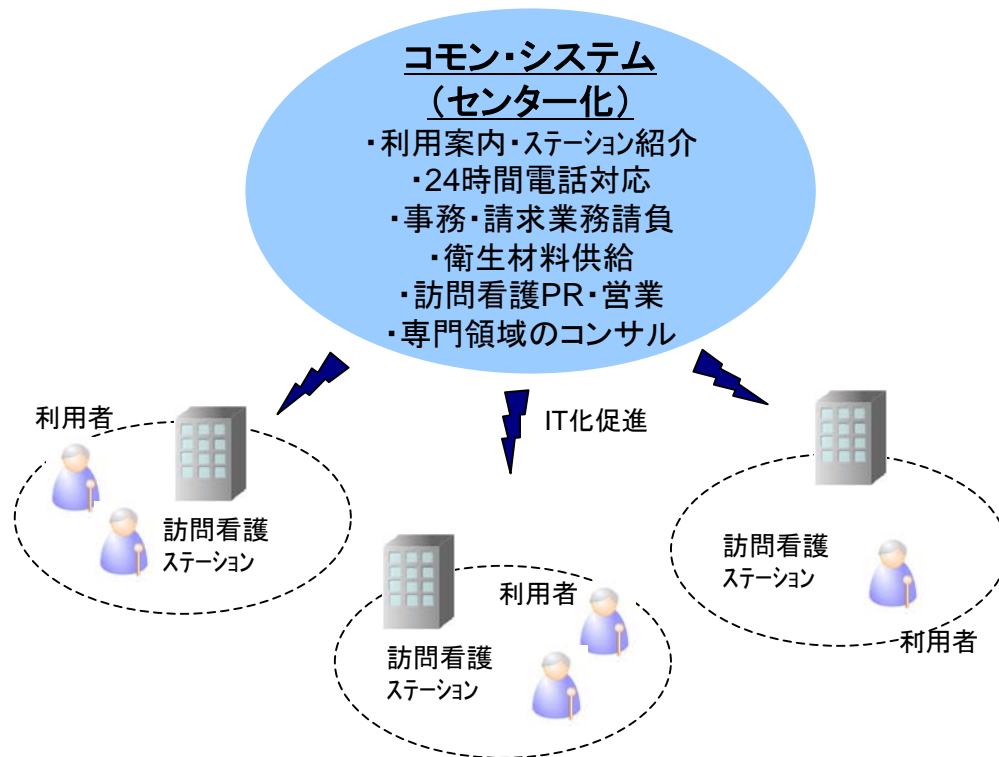 コモン・システム
（センター化）
・利用案内・ｽﾃｰｼｮﾝ紹介
・24時間電話対応
・事務・請求業務請負
・衛生材料供給
・訪問看護PR・営業
・専門領域のコンサル
IT化促進
利用者
訪問看護
ｽﾃｰｼｮﾝ
利用者
訪問看護
ｽﾃｰｼｮﾝ
訪問看護
ｽﾃｰｼｮﾝ
利用者